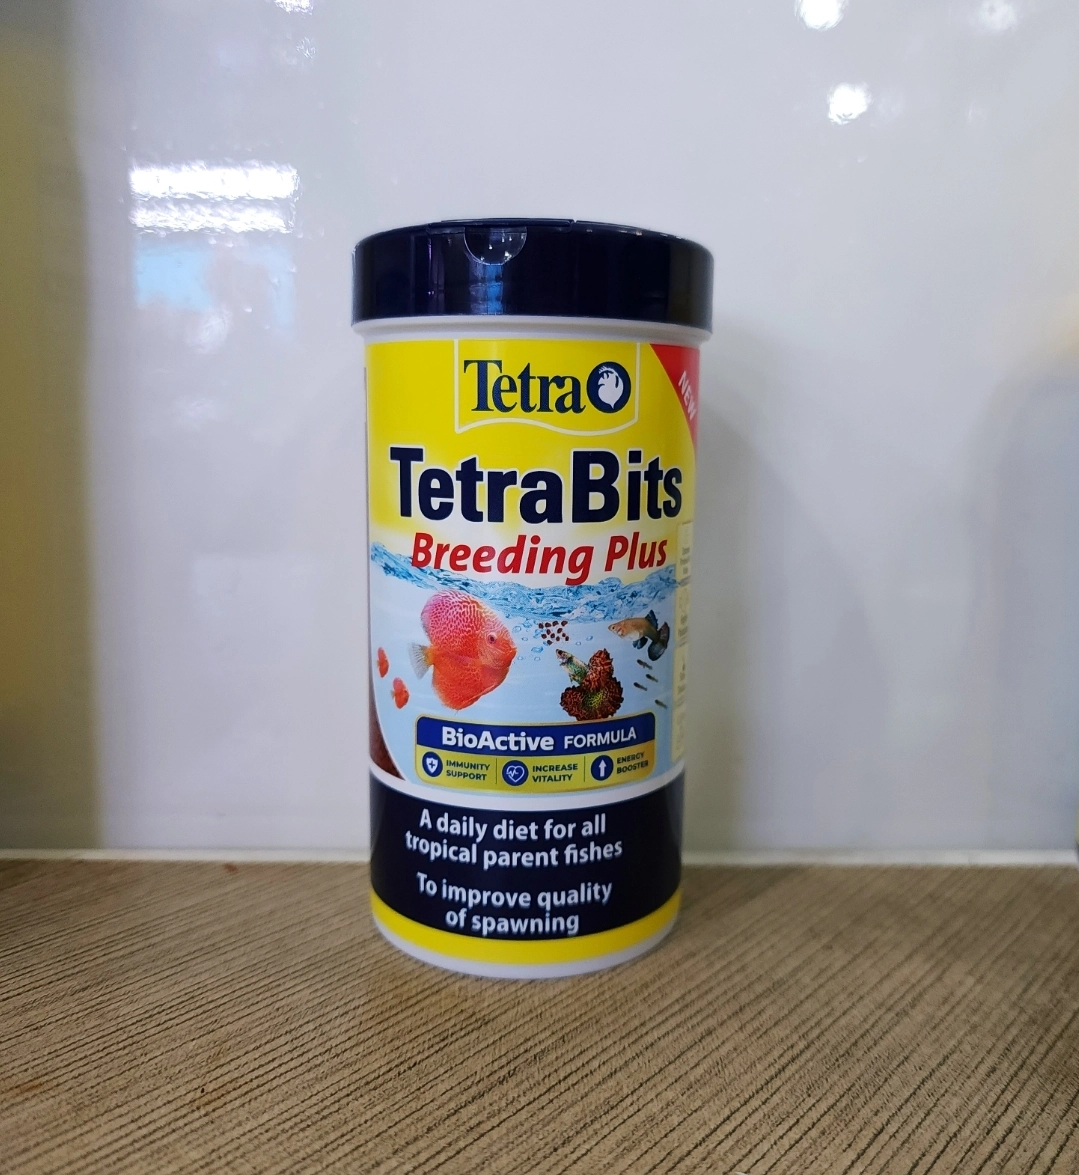 Tetra
NEW
TetraBits
Breeding Plus
BioActive FORMULA
IMMUNITY
SUPPORT
INCREASE
VITALITY
ENERGY
BOOSTER
A daily diet for all
tropical parent fishes
To improve quality
of spawning